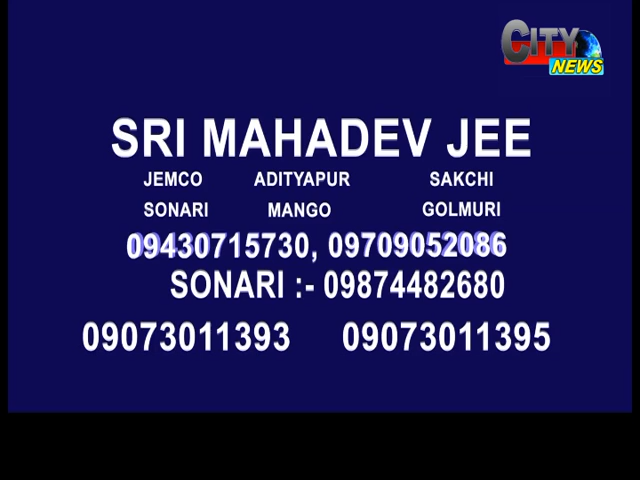 CITY
NEWS
SRI MAHADEV JEE
JEMCO ADITYAPUR SAKCHI
SONARI MANGO GOLMURI
09430715730, 09709052086
SONARI :- 09874482680
09073011393 09073011395